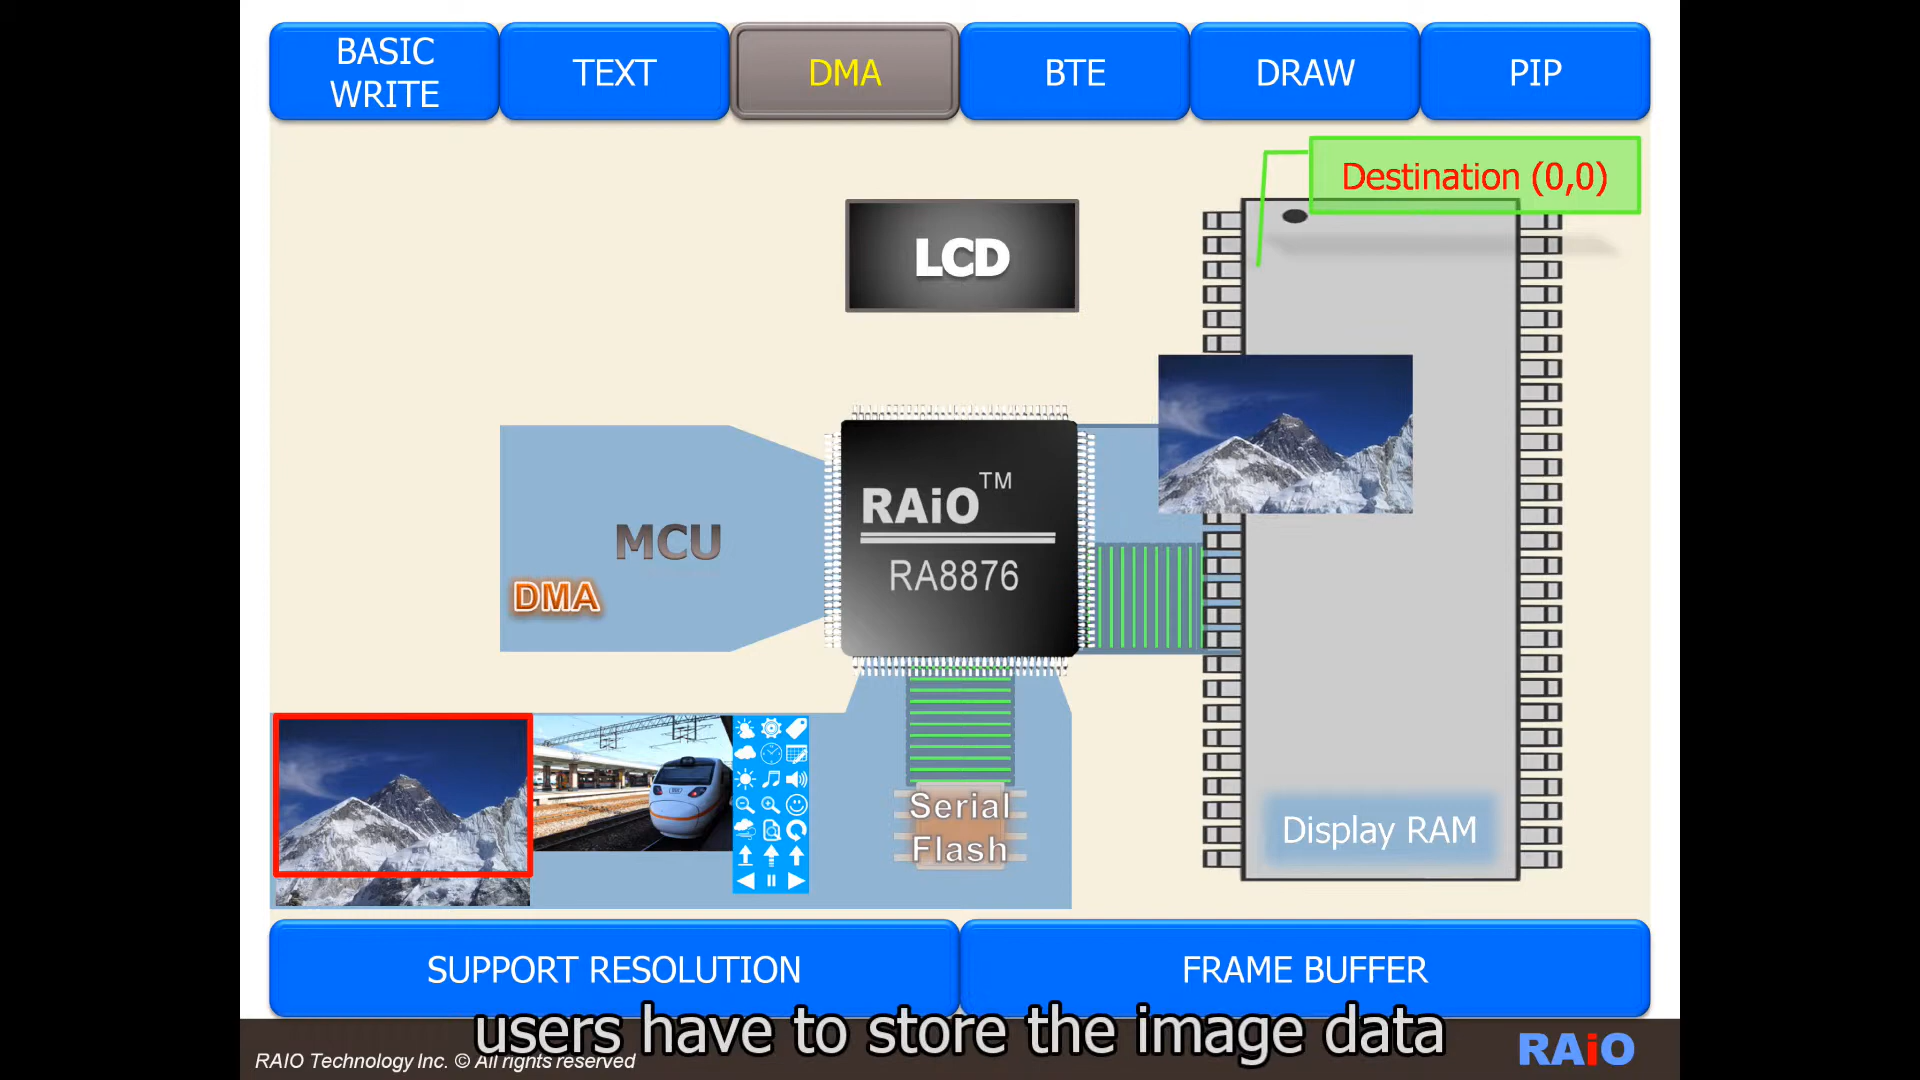 BASIC
WRITE
TEXT
DMA
BTE
DRAW
PIP
Destination (0,0)
LCD
RAiO™
RA8876
MCU
DMA
Serial
Flash
Display RAM
SUPPORT RESOLUTION
FRAME BUFFER
users have to store the image data
RAIO Technology Inc. © All rights reserved
RAiO